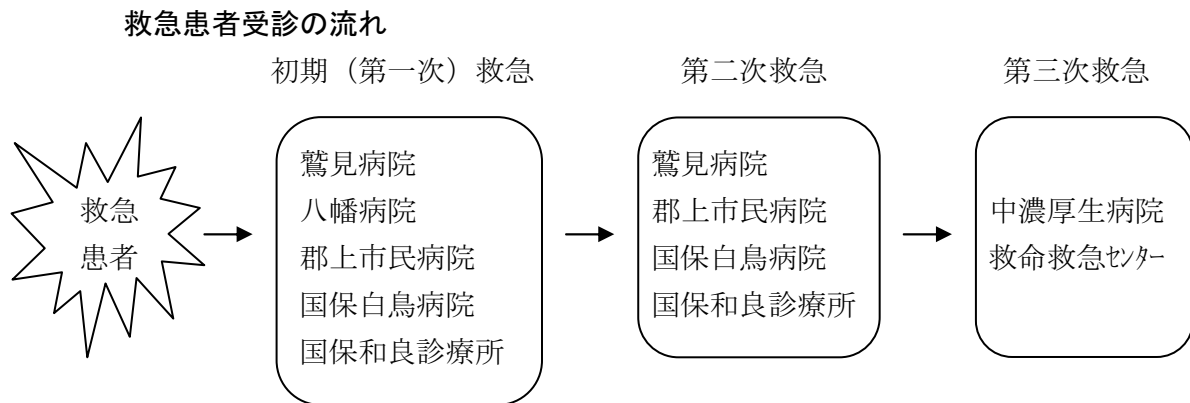 救急患者受診の流れ
初期（第一次）救急
第二次救急
第三次救急
救急
患者
鷲見病院
八幡病院
郡上市民病院
国保白鳥病院
国保和良診療所
鷲見病院
郡上市民病院
国保白鳥病院
国保和良診療所
中濃厚生病院
救命救急ｾﾝﾀｰ